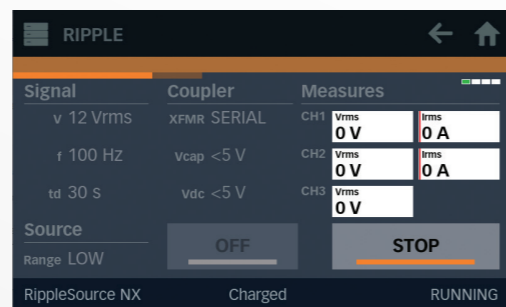 RIPPLE
Signal Coupler Measures
V 12 Vrms XFMR SERIAL CH1 Vrms 0 V Irms 0 A
f 100 Hz Vcap <5 V CH2 Vrms 0 V Irms 0 A
td 30 s Vdc <5 V CH3 Vrms 0 V
Source
Range LOW OFF STOP
RippleSource NX Charged RUNNING